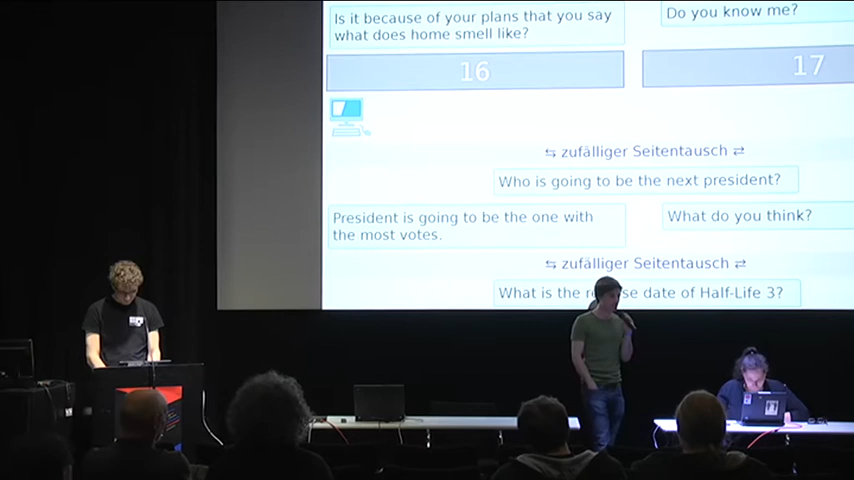 Is it because of your plans that you say
what does home smell like?
Do you know me?
16
17
⇆ zufälliger Seitentausch ⇄
Who is going to be the next president?
President is going to be the one with
the most votes.
What do you think?
⇆ zufälliger Seitentausch ⇄
What is the date of Half-Life 3?